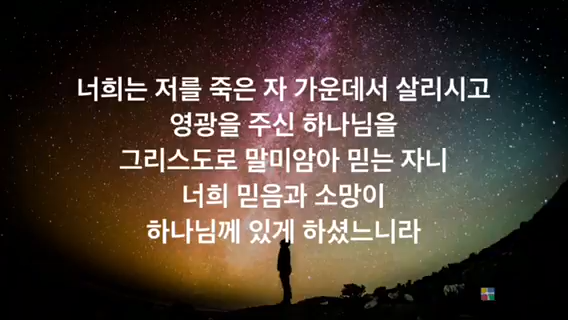 너희는 저를 죽은 자 가운데서 살리시고
영광을 주신 하나님을
그리스도로 말미암아 믿는 자니
너희 믿음과 소망이
하나님께 있게 하셨느니라